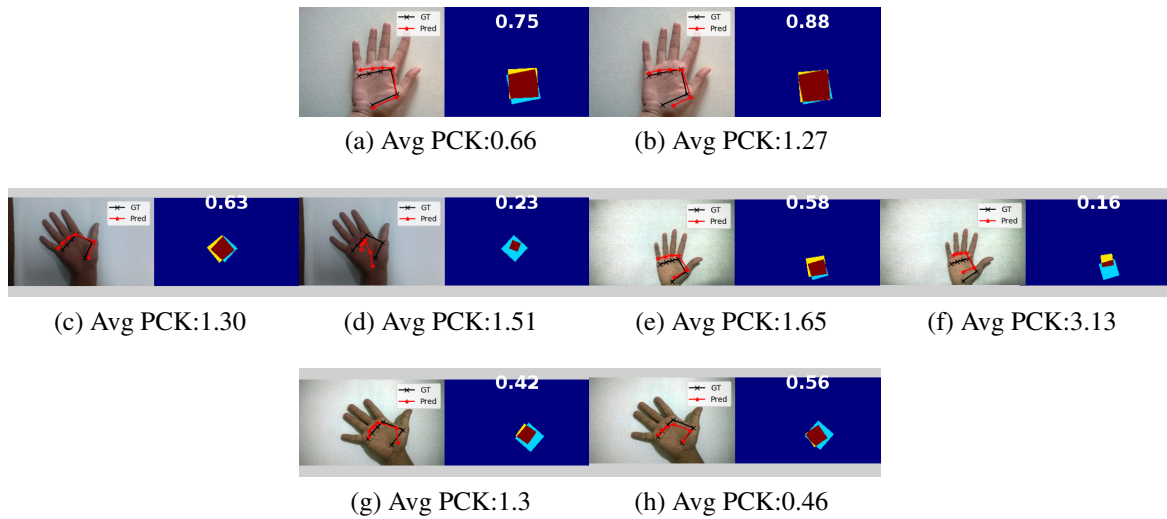 GT
Pred
0.75
GT
Pred
0.88
(a) Avg PCK:0.66
(b) Avg PCK:1.27
GT
Pred
0.63
GT
Pred
0.23
GT
Pred
0.58
GT
Pred
0.16
(c) Avg PCK:1.30
(d) Avg PCK:1.51
(e) Avg PCK:1.65
(f) Avg PCK:3.13
GT
Pred
0.42
GT
Pred
0.56
(g) Avg PCK:1.3
(h) Avg PCK:0.46